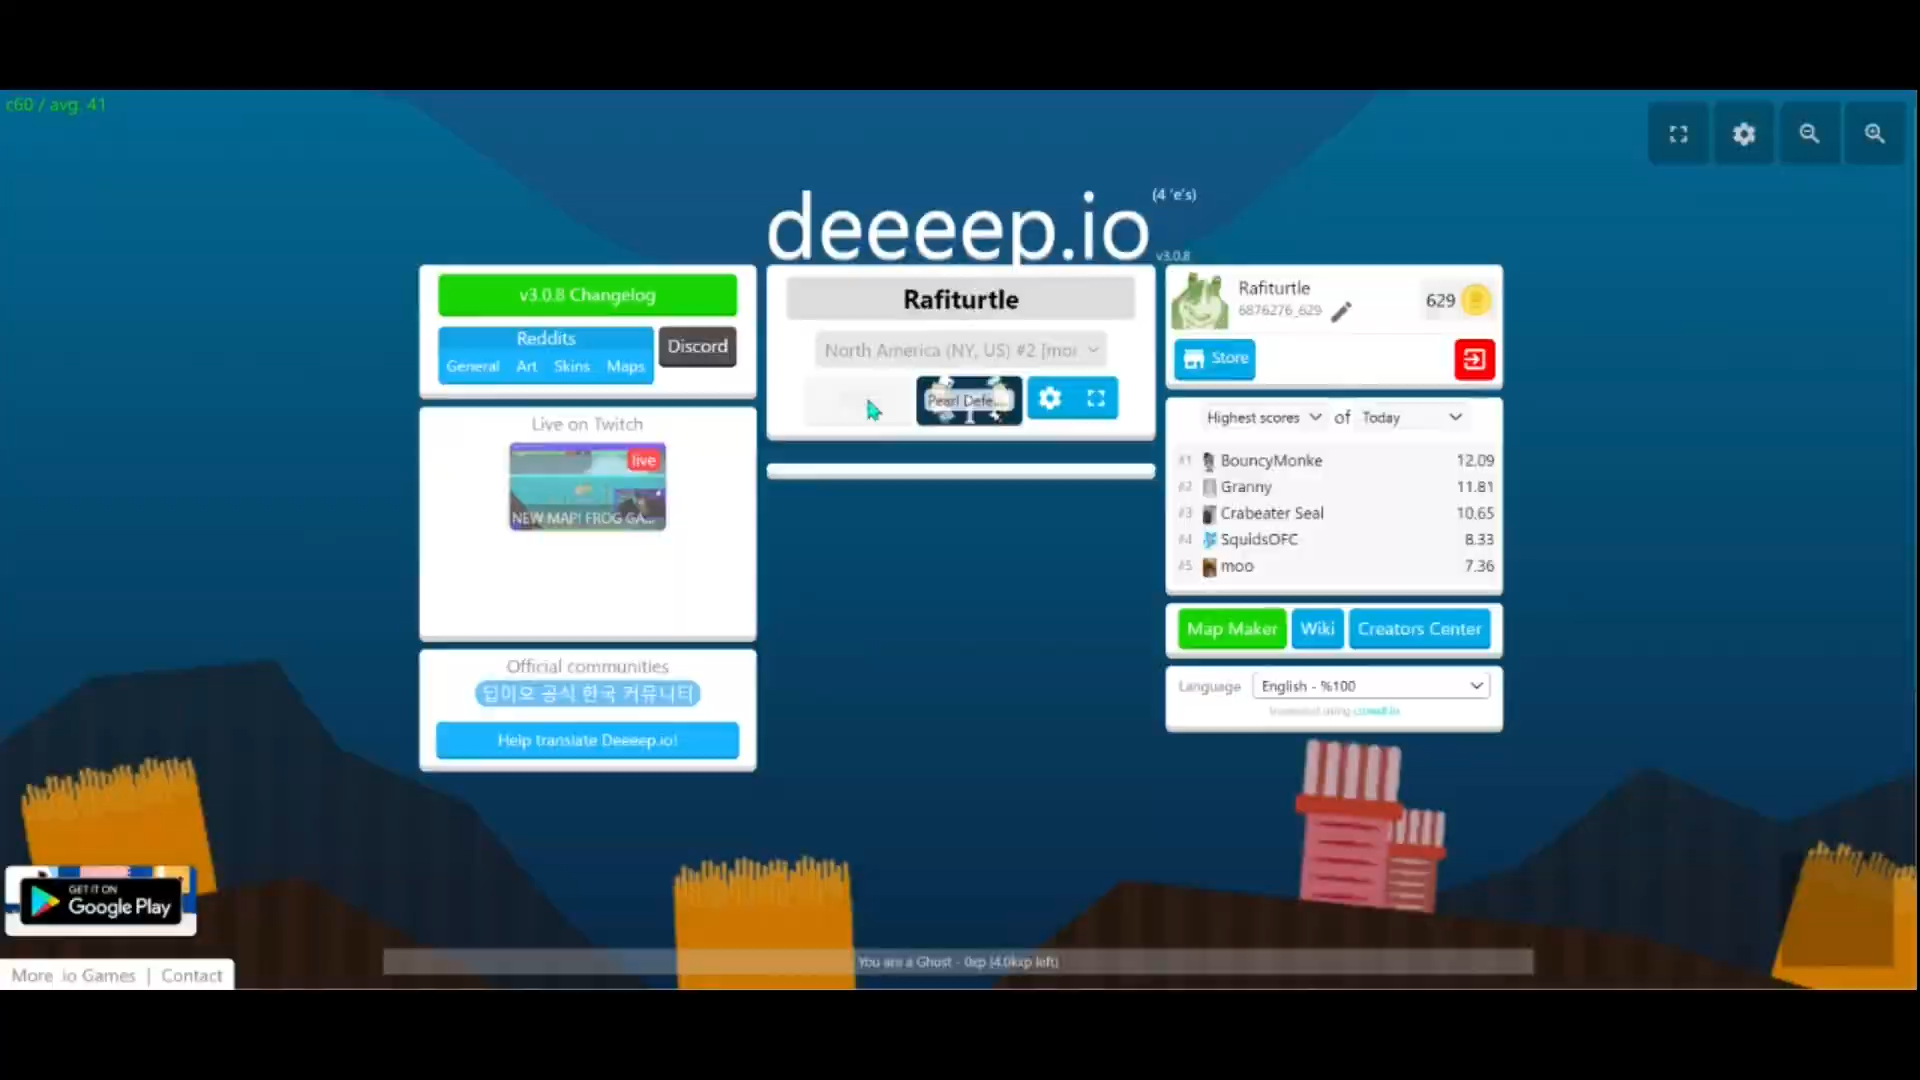 c60 / avg. 41
deeeep.io
(4 'e's)
v3.0.8
v3.0.8 Changelog
Reddits
General Art Skins Maps
Discord
Live on Twitch
live
NEW MAP! FROG GA...
Official communities
딥이오 공식 한국 커뮤니티
Help translate Deeeep.io!
Rafiturtle
North America (NY, US) #2 [mor
Pearl Defe...
Rafiturtle
6876276_629
629
Store
Highest scores of Today
#1 BouncyMonke 12.09
#2 Granny 11.81
#3 Crabeater Seal 10.65
#4 SquidsOFC 8.33
#5 moo 7.36
Map Maker Wiki Creators Center
Language English - %100
using crowdl.io
GET IT ON
Google Play
More .io Games | Contact
You are a Ghost - 0xp (4.0kxp left)